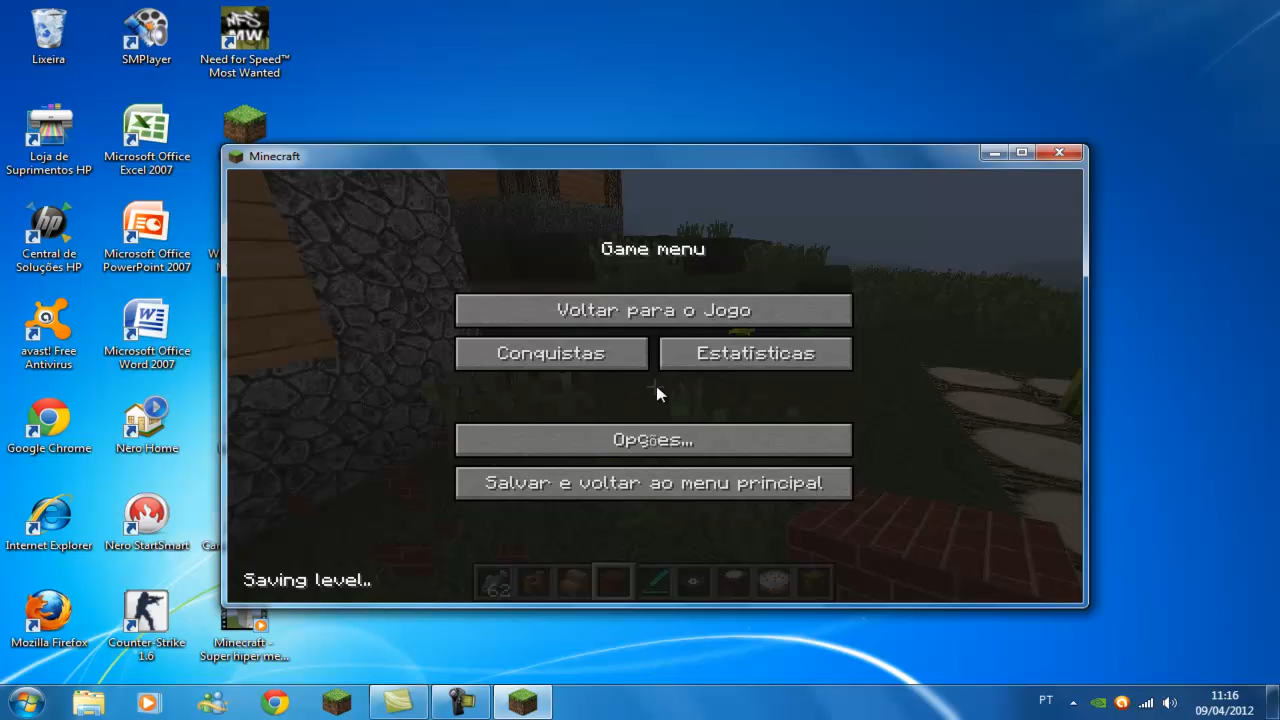 Lixeira
SMPlayer
NFS
MW
Need for Speed™
Most Wanted
Loja de
Suprimentos HP
Microsoft Office
Excel 2007
Minecraft
Central de
Soluções HP
Microsoft Office
PowerPoint 2007
Game menu
Voltar para o Jogo
Conquistas
Estatísticas
avast! Free
Antivirus
Microsoft Office
Word 2007
Opções...
Google Chrome
Nero Home
Salvar e voltar ao menu principal
Internet Explorer
Nero StartSmart
Saving level..
62
Mozilla Firefox
Counter-Strike
1.6
Minecraft -
Super hiper me...
PT
11:16
09/04/2012